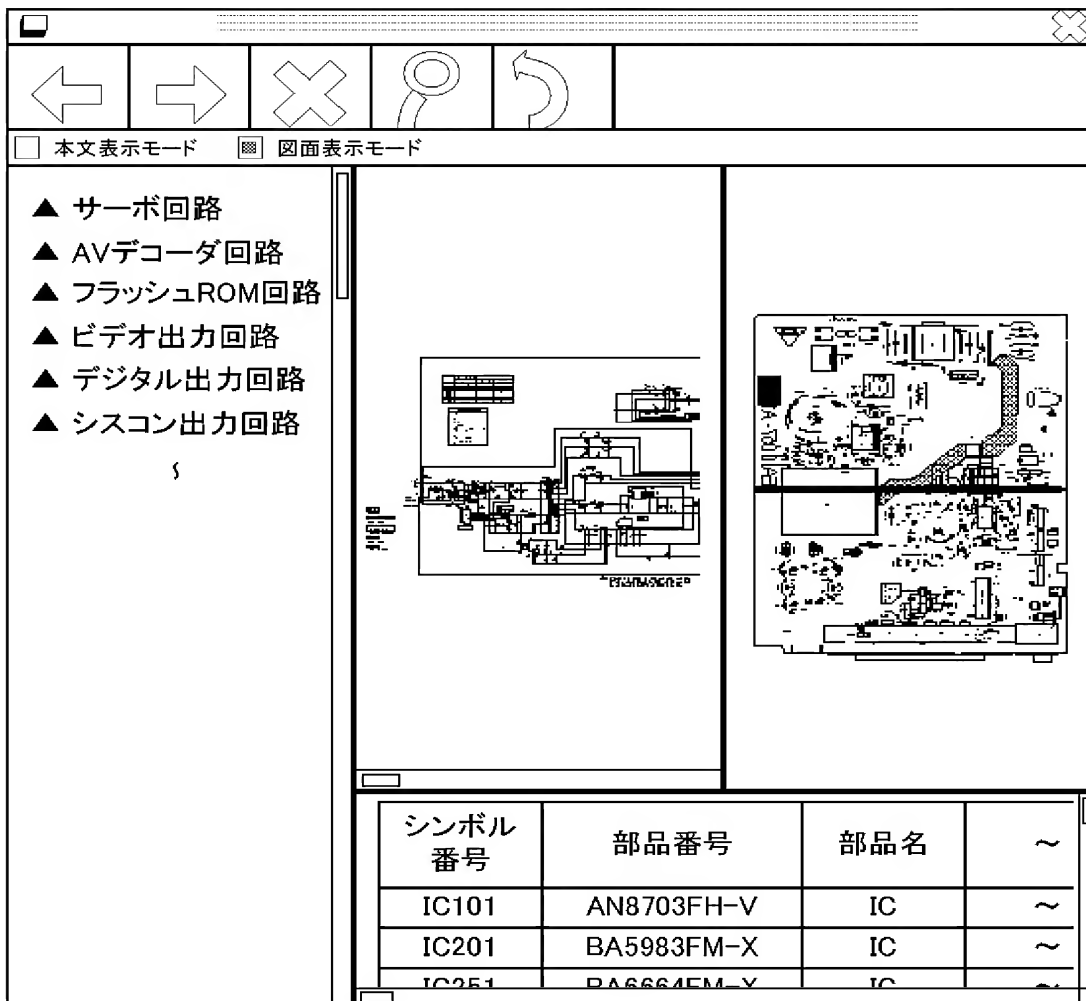 本文表示モード 図面表示モード
▲ サーボ回路
▲ AVデコーダ回路
▲ フラッシュROM回路
▲ ビデオ出力回路
▲ デジタル出力回路
▲ シスコン出力回路
~
シンボル番号 部品番号 部品名 ~
IC101 AN8703FH-V IC ~
IC201 BA5983FM-X IC ~
IC251 BA6664FM-X IC ~